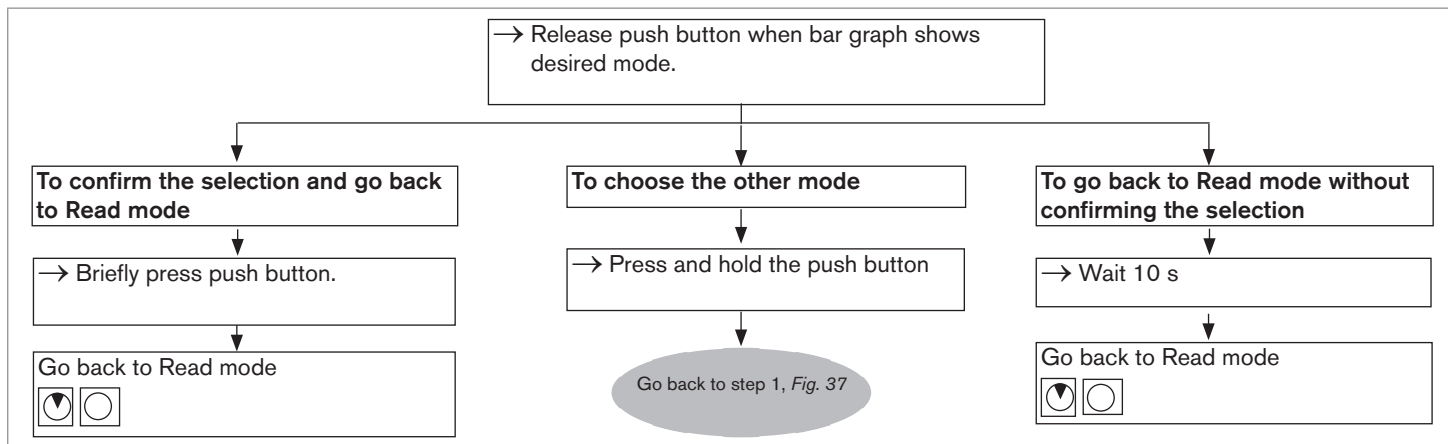 → Release push button when bar graph shows
desired mode.
To confirm the selection and go back
to Read mode
→ Briefly press push button.
Go back to Read mode
To choose the other mode
→ Press and hold the push button
Go back to step 1, Fig. 37
To go back to Read mode without
confirming the selection
→ Wait 10 s
Go back to Read mode